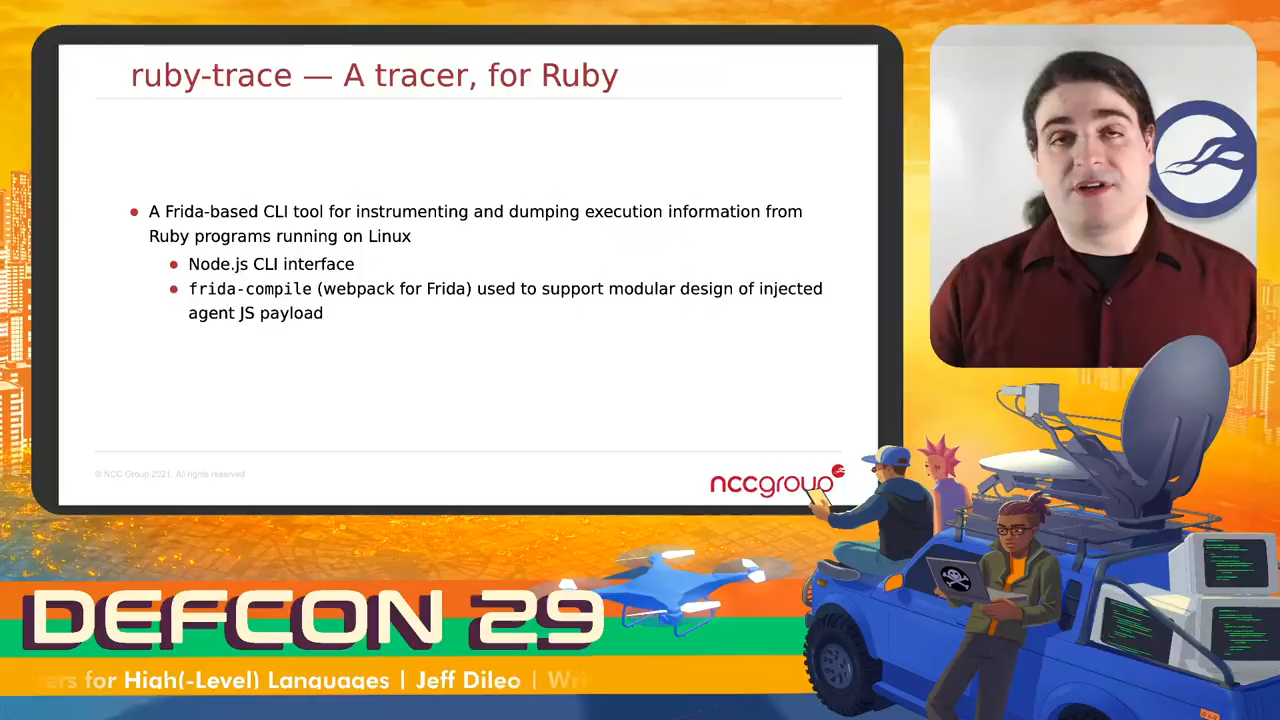 ruby-trace — A tracer, for Ruby
A Frida-based CLI tool for instrumenting and dumping execution information from
Ruby programs running on Linux
Node.js CLI interface
frida-compile (webpack for Frida) used to support modular design of injected
agent JS payload
© NCC Group 2021. All rights reserved
nccgroup
DEFCON 29
ers for High(-Level) Languages | Jeff Dileo | Wri